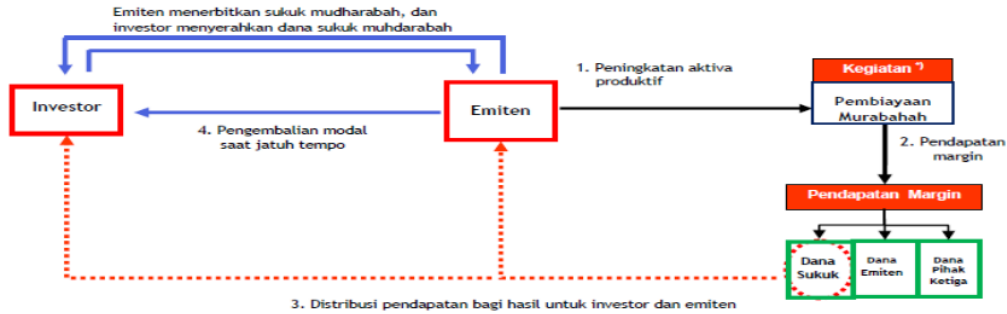 Emiten menerbitkan sukuk mudharabah, dan
investor menyerahkan dana sukuk muhdarabah
1. Peningkatan aktiva
produktif
Kegiatan *)
Investor
Emiten
Pembiayaan
Murabahah
4. Pengembalian modal
saat jatuh tempo
2. Pendapatan
margin
Pendapatan Margin
Dana
Sukuk
Dana
Emiten
Dana
Pihak
Ketiga
3. Distribusi pendapatan bagi hasil untuk investor dan emiten